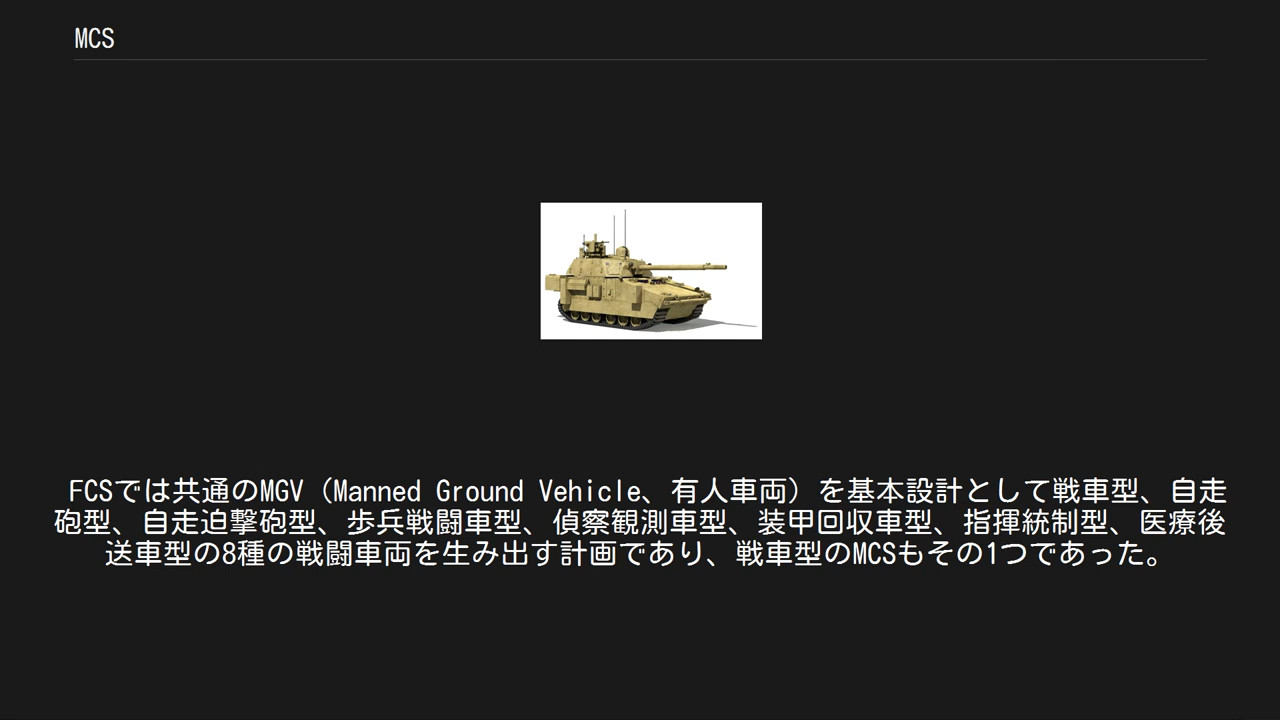 MCS
FCSでは共通のMGV（Manned Ground Vehicle、有人車両）を基本設計として戦車型、自走
砲型、自走迫撃砲型、歩兵戦闘車型、偵察観測車型、装甲回収車型、指揮統制型、医療後
送車型の8種の戦闘車両を生み出す計画であり、戦車型のMCSもその1つであった。